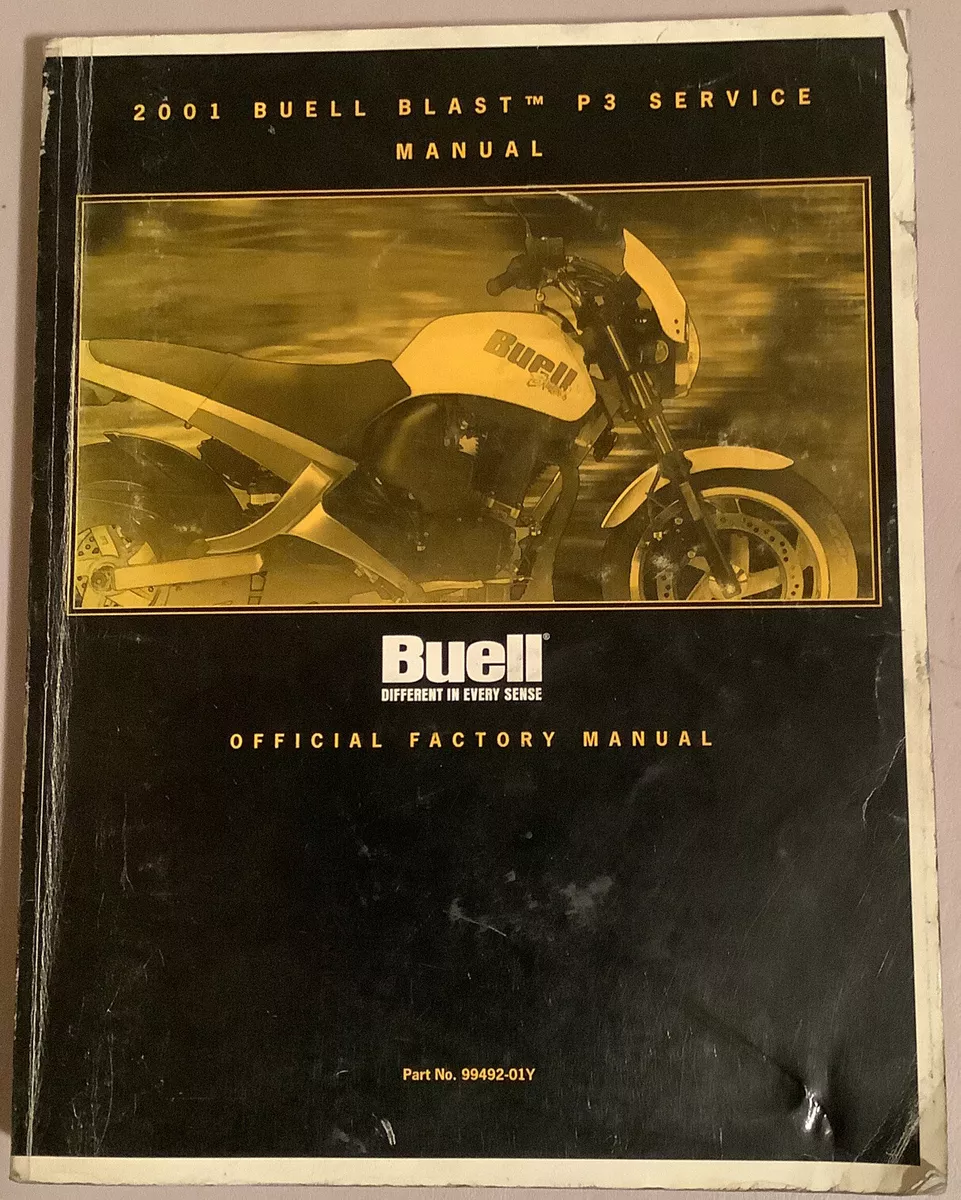 2001 BUELL BLAST™ P3 SERVICE
MANUAL
Buell
Buell®
DIFFERENT IN EVERY SENSE
OFFICIAL FACTORY MANUAL
Part No. 99492-01Y